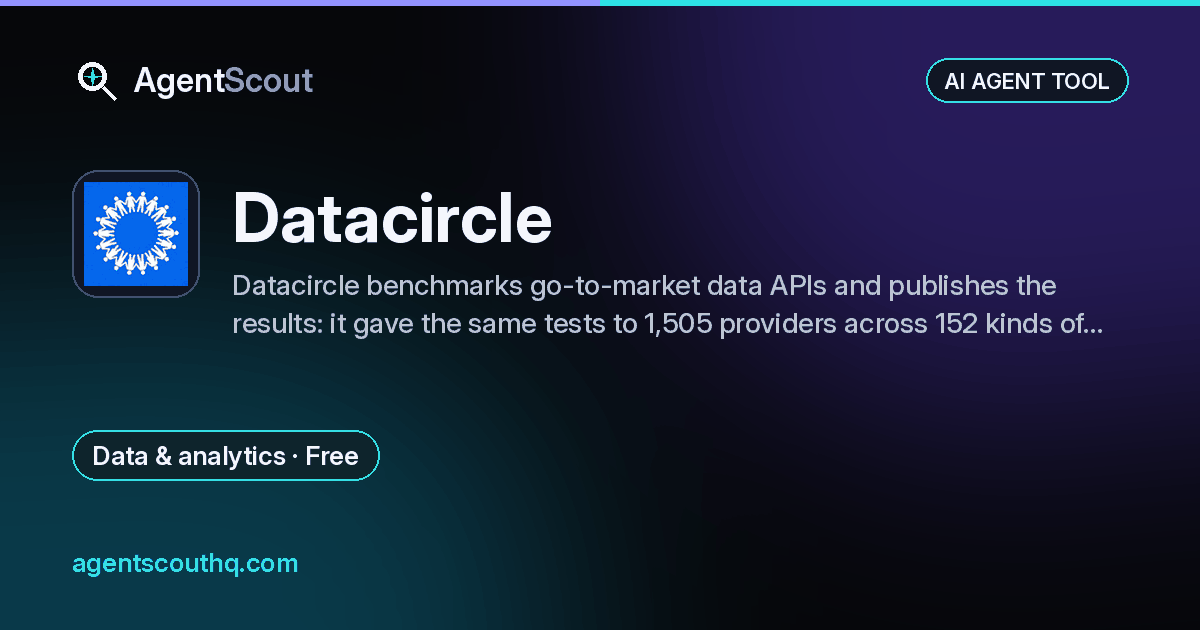 AgentScout
AI AGENT TOOL
Datacircle
Datacircle benchmarks go-to-market data APIs and publishes the
results: it gave the same tests to 1,505 providers across 152 kinds of...
Data & analytics · Free
agentscouthq.com